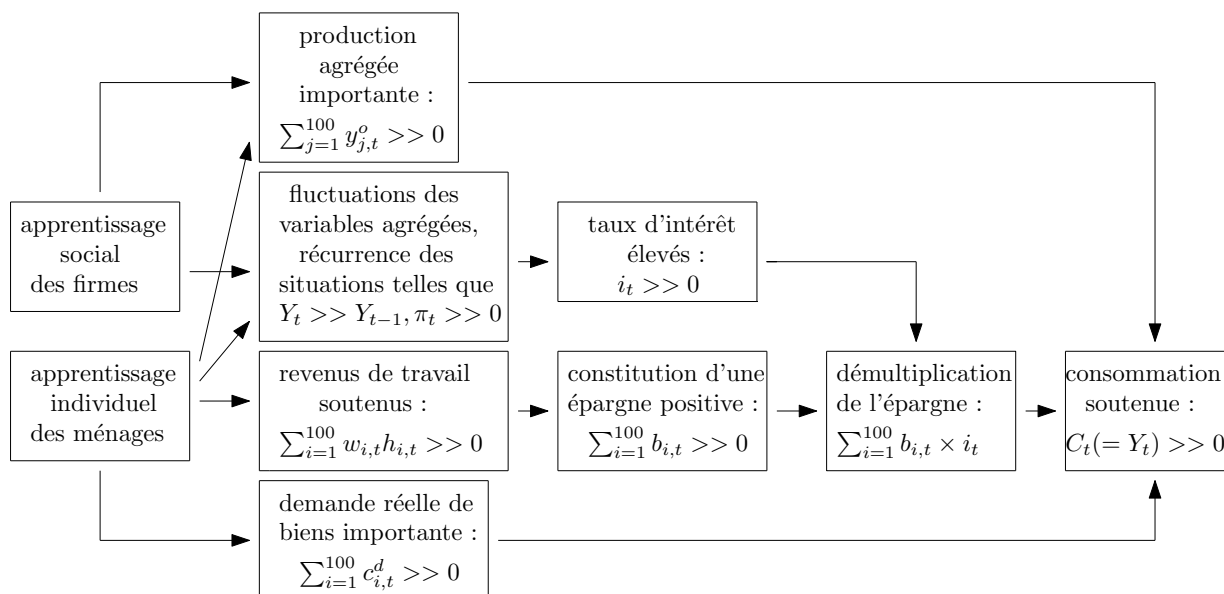 production
agrégée
importante :
$\sum_{j=1}^{100} y_{j,t}^{o} >> 0$
fluctuations des
variables agrégées,
récurrence des
situations telles que
$Y_t >> Y_{t-1}, \pi_t >> 0$
apprentissage
social
des firmes
taux d'intérêt
élevés :
$i_t >> 0$
apprentissage
individuel
des ménages
revenus de travail
soutenus :
$\sum_{i=1}^{100} w_{i,t} h_{i,t} >> 0$
constitution d'une
épargne positive :
$\sum_{i=1}^{100} b_{i,t} >> 0$
démultiplication
de l'épargne :
$\sum_{i=1}^{100} b_{i,t} \times i_t$
consommation
soutenue :
$C_t(= Y_t) >> 0$
demande réelle de
biens importante :
$\sum_{i=1}^{100} c_{i,t}^{d} >> 0$